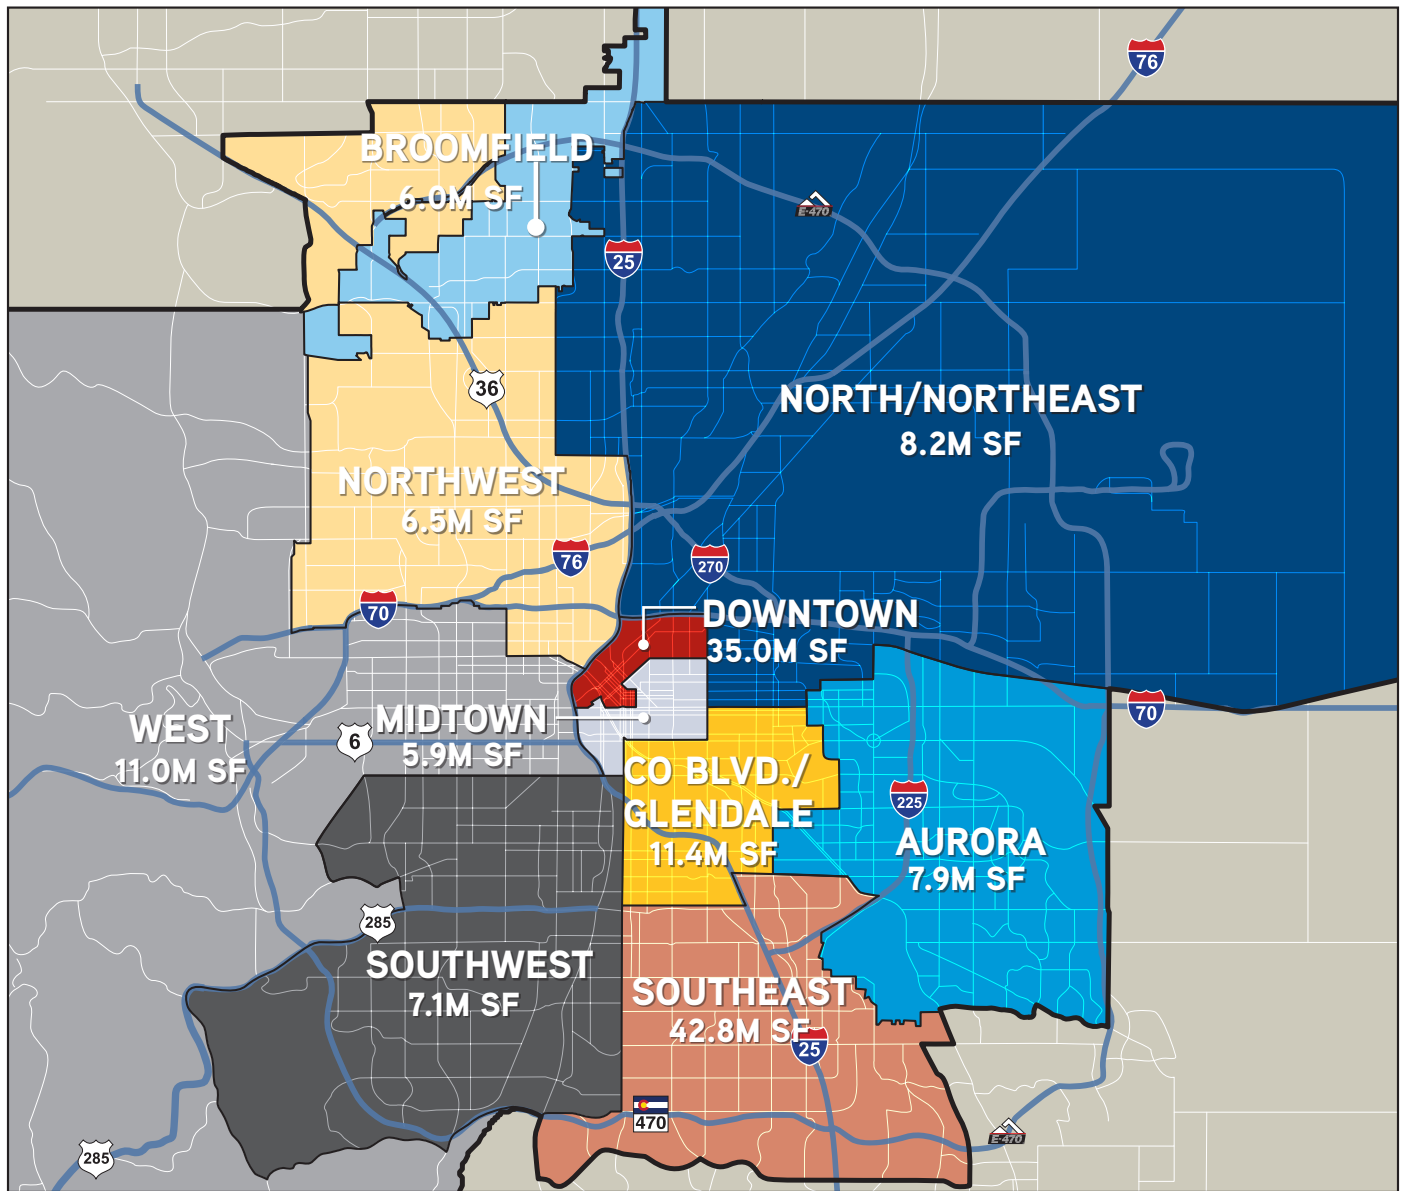 76
BROOMFIELD
.6.0M SF
E-470
25
36
NORTH/NORTHEAST
8.2M SF
NORTHWEST
6.5M SF
76
270
70
DOWNTOWN
35.0M SF
WEST
11.0M SF
6
MIDTOWN
5.9M SF
70
CO BLVD./
GLENDALE
11.4M SF
225
AURORA
7.9M SF
285
SOUTHWEST
7.1M SF
SOUTHEAST
42.8M SF
25
470
E-470
285